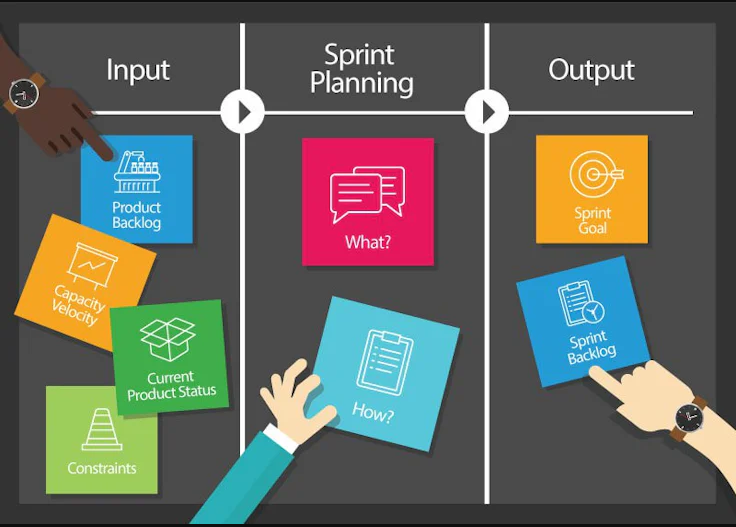 Input
Product
Backlog
Capacity
Velocity
Current
Product Status
Constraints
Sprint
Planning
What?
How?
Output
Sprint
Goal
Sprint
Backlog